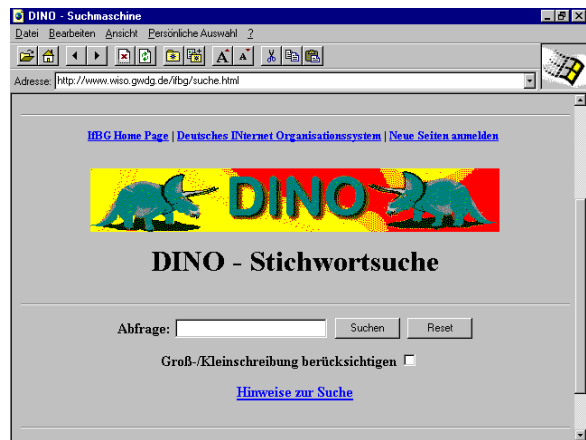 DINO - Suchmaschine
Datei Bearbeiten Ansicht Persönliche Auswahl ?
Adresse: http://www.wiso.gwdg.de/ifbg/suche.html
IfBG Home Page | Deutsches INternet Organisationssystem | Neue Seiten anmelden
DINO
DINO - Stichwortsuche
Abfrage: Suchen Reset
Groß-/Kleinschreibung berücksichtigen
Hinweise zur Suche